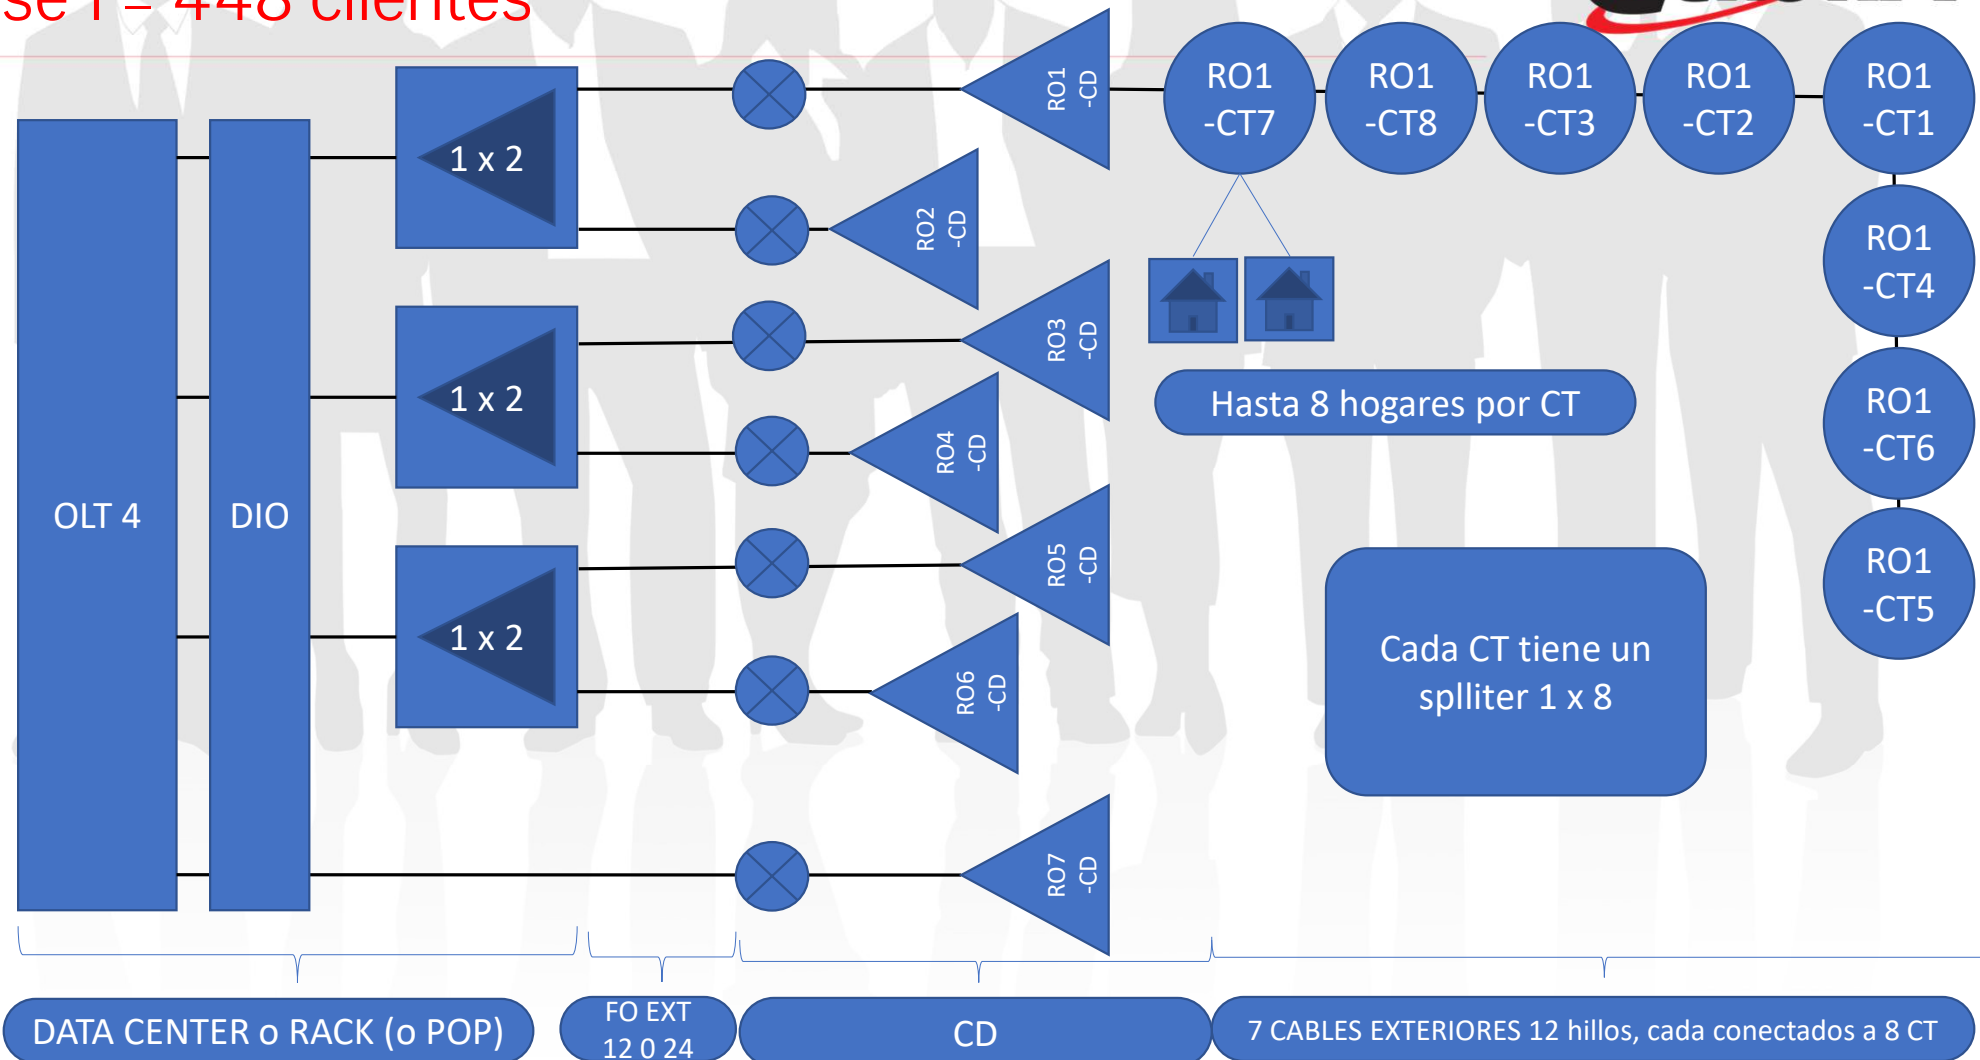 se I = 448 clientes
OLT 4
DIO
1 x 2
1 x 2
1 x 2
RO1
-CD
RO2
-CD
RO3
-CD
RO4
-CD
RO5
-CD
RO6
-CD
RO7
-CD
RO1
-CT7
RO1
-CT8
RO1
-CT3
RO1
-CT2
RO1
-CT1
RO1
-CT4
RO1
-CT6
RO1
-CT5
Hasta 8 hogares por CT
Cada CT tiene un
splliter 1 x 8
DATA CENTER o RACK (o POP)
FO EXT
12 0 24
CD
7 CABLES EXTERIORES 12 hillos, cada conectados a 8 CT